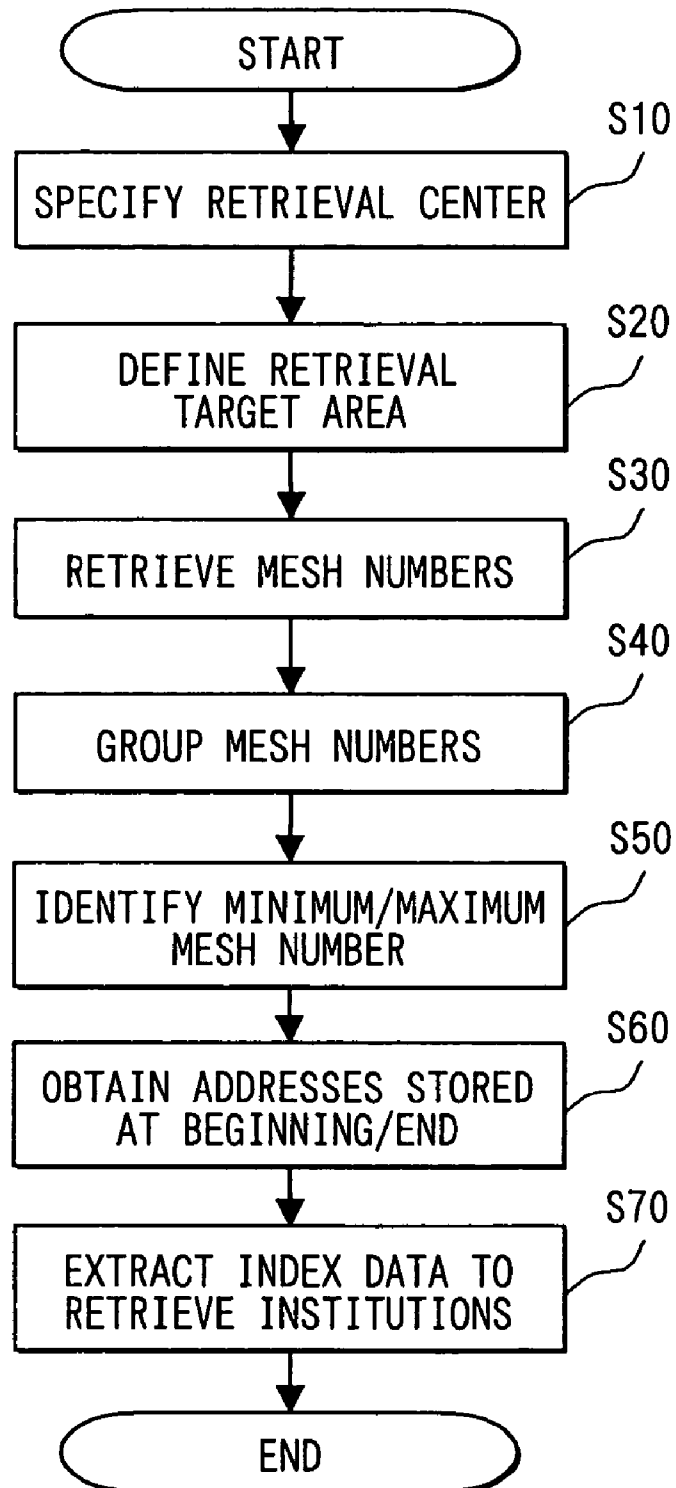 START
S10
SPECIFY RETRIEVAL CENTER
S20
DEFINE RETRIEVAL
TARGET AREA
S30
RETRIEVE MESH NUMBERS
S40
GROUP MESH NUMBERS
S50
IDENTIFY MINIMUM/MAXIMUM
MESH NUMBER
S60
OBTAIN ADDRESSES STORED
AT BEGINNING/END
S70
EXTRACT INDEX DATA TO
RETRIEVE INSTITUTIONS
END